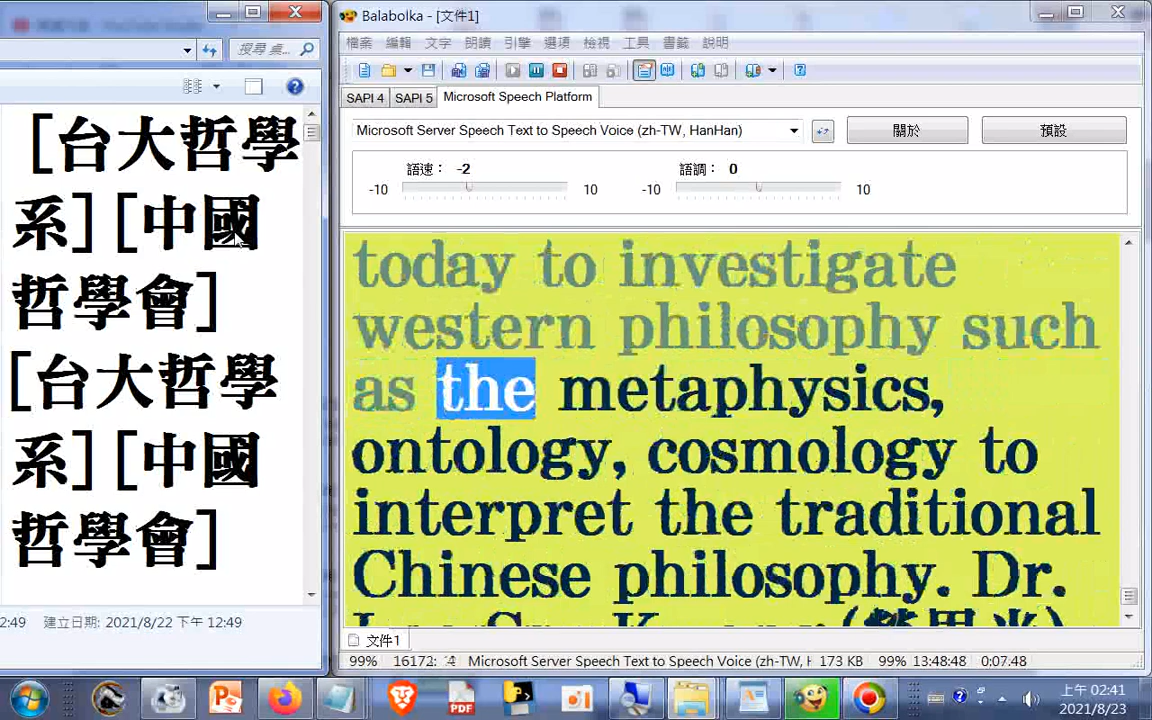 Balabolka - [文件1]
搜尋 桌...
檔案 編輯 文字 朗讀 引擎 選項 檢視 工具 書籤 說明
SAPI 4 SAPI 5 Microsoft Speech Platform
Microsoft Server Speech Text to Speech Voice (zh-TW, HanHan) 關於 預設
語速： -2 語調： 0
-10 10 -10 10
[台大哲學
系] [中國
哲學會]
[台大哲學
系] [中國
哲學會]
today to investigate
western philosophy such
as the metaphysics,
ontology, cosmology to
interpret the traditional
Chinese philosophy. Dr.
2:49 建立日期: 2021/8/22 下午 12:49
文件1
99% 16172: Microsoft Server Speech Text to Speech Voice (zh-TW, H 173 KB 99% 13:48:48 0:07.48
PDF
上午 02:41
2021/8/23